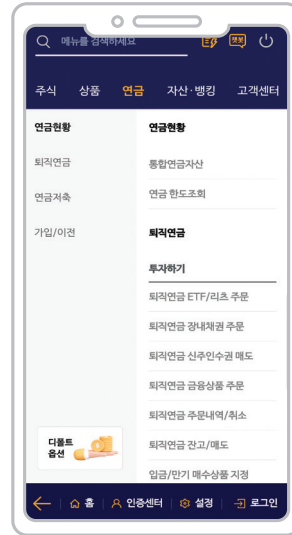 메뉴를 검색하세요
챗봇
주식 상품 연금 자산·뱅킹 고객센터
연금현황
퇴직연금
연금저축
가입/이전
디폴트
옵션
연금현황
통합연금자산
연금 한도조회
퇴직연금
투자하기
퇴직연금 ETF/리츠 주문
퇴직연금 장내채권 주문
퇴직연금 신주인수권 매도
퇴직연금 금융상품 주문
퇴직연금 주문내역/취소
퇴직연금 잔고/매도
입금/만기 매수상품 지정
홈 인증센터 설정 로그인